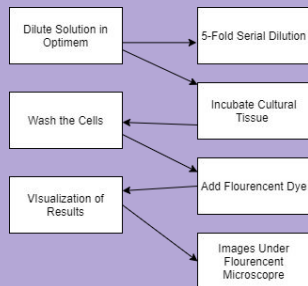 Dilute Solution in
Optimem
5-Fold Serial Dilution
Incubate Cultural
Tissue
Wash the Cells
Add Flourencent Dye
VIsualization of
Results
Images Under
Flourencent
Microscopre